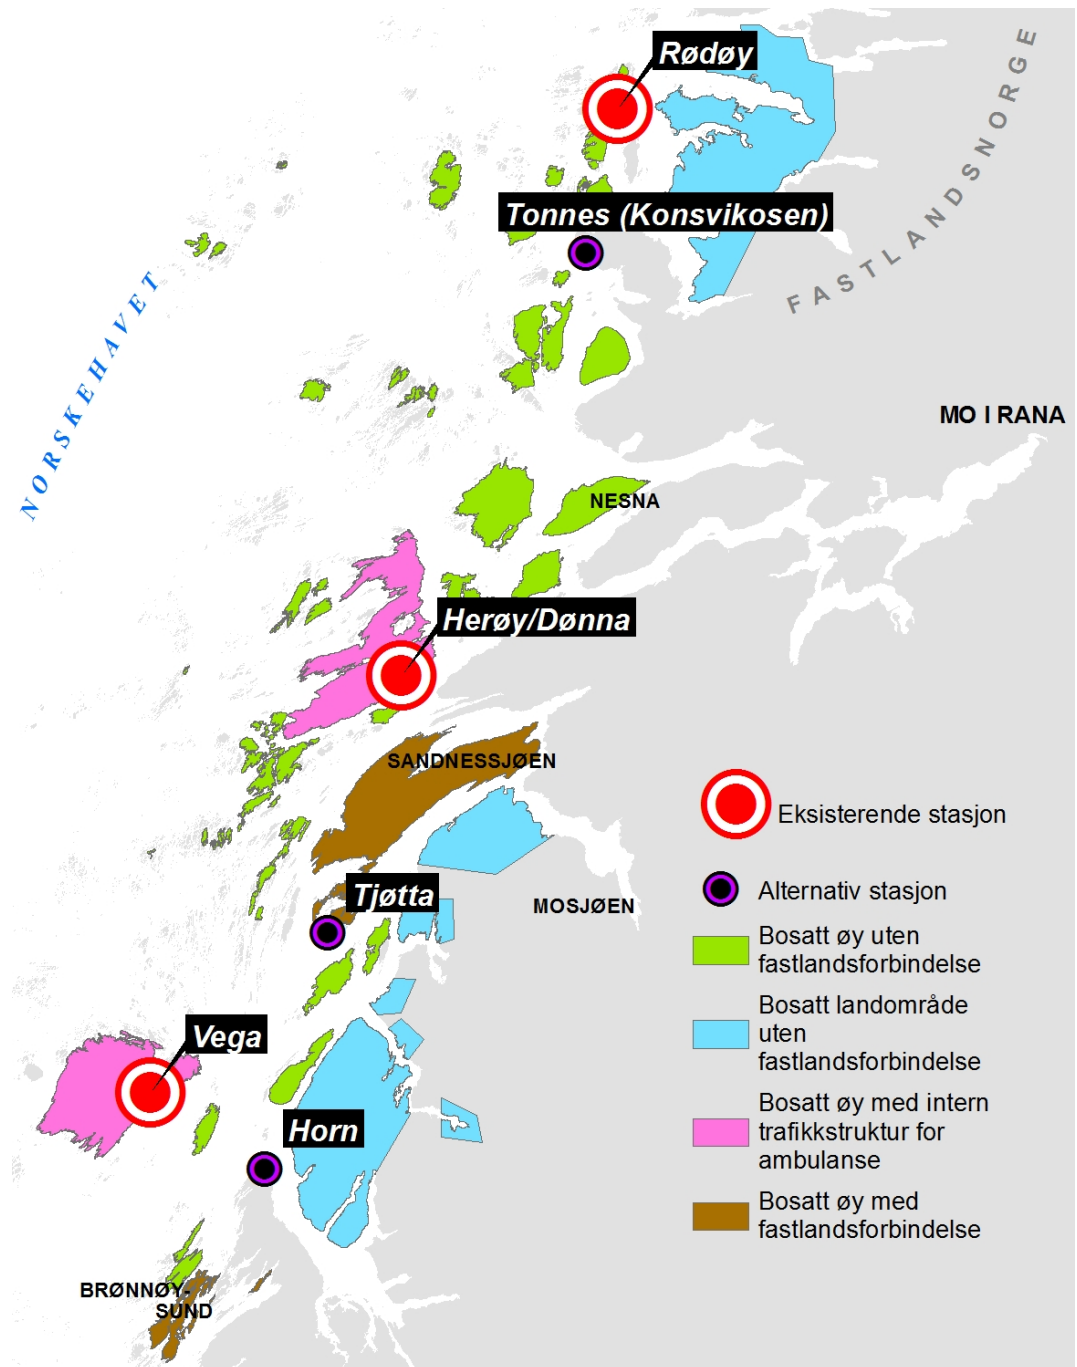 Rødøy
FASTLANDSNORGE
Tonnes (Konsvikosen)
NORSKEHAVET
MO I RANA
NESNA
Herøy/Dønna
SANDNESSJØEN
Eksisterende stasjon
Tjøtta
Alternativ stasjon
MOSJØEN
Bosatt øy uten
fastlandsforbindelse
Bosatt landområde
uten
fastlandsforbindelse
Vega
Horn
Bosatt øy med intern
trafikkstruktur for
ambulanse
Bosatt øy med
fastlandsforbindelse
BRØNNØY-
SUND